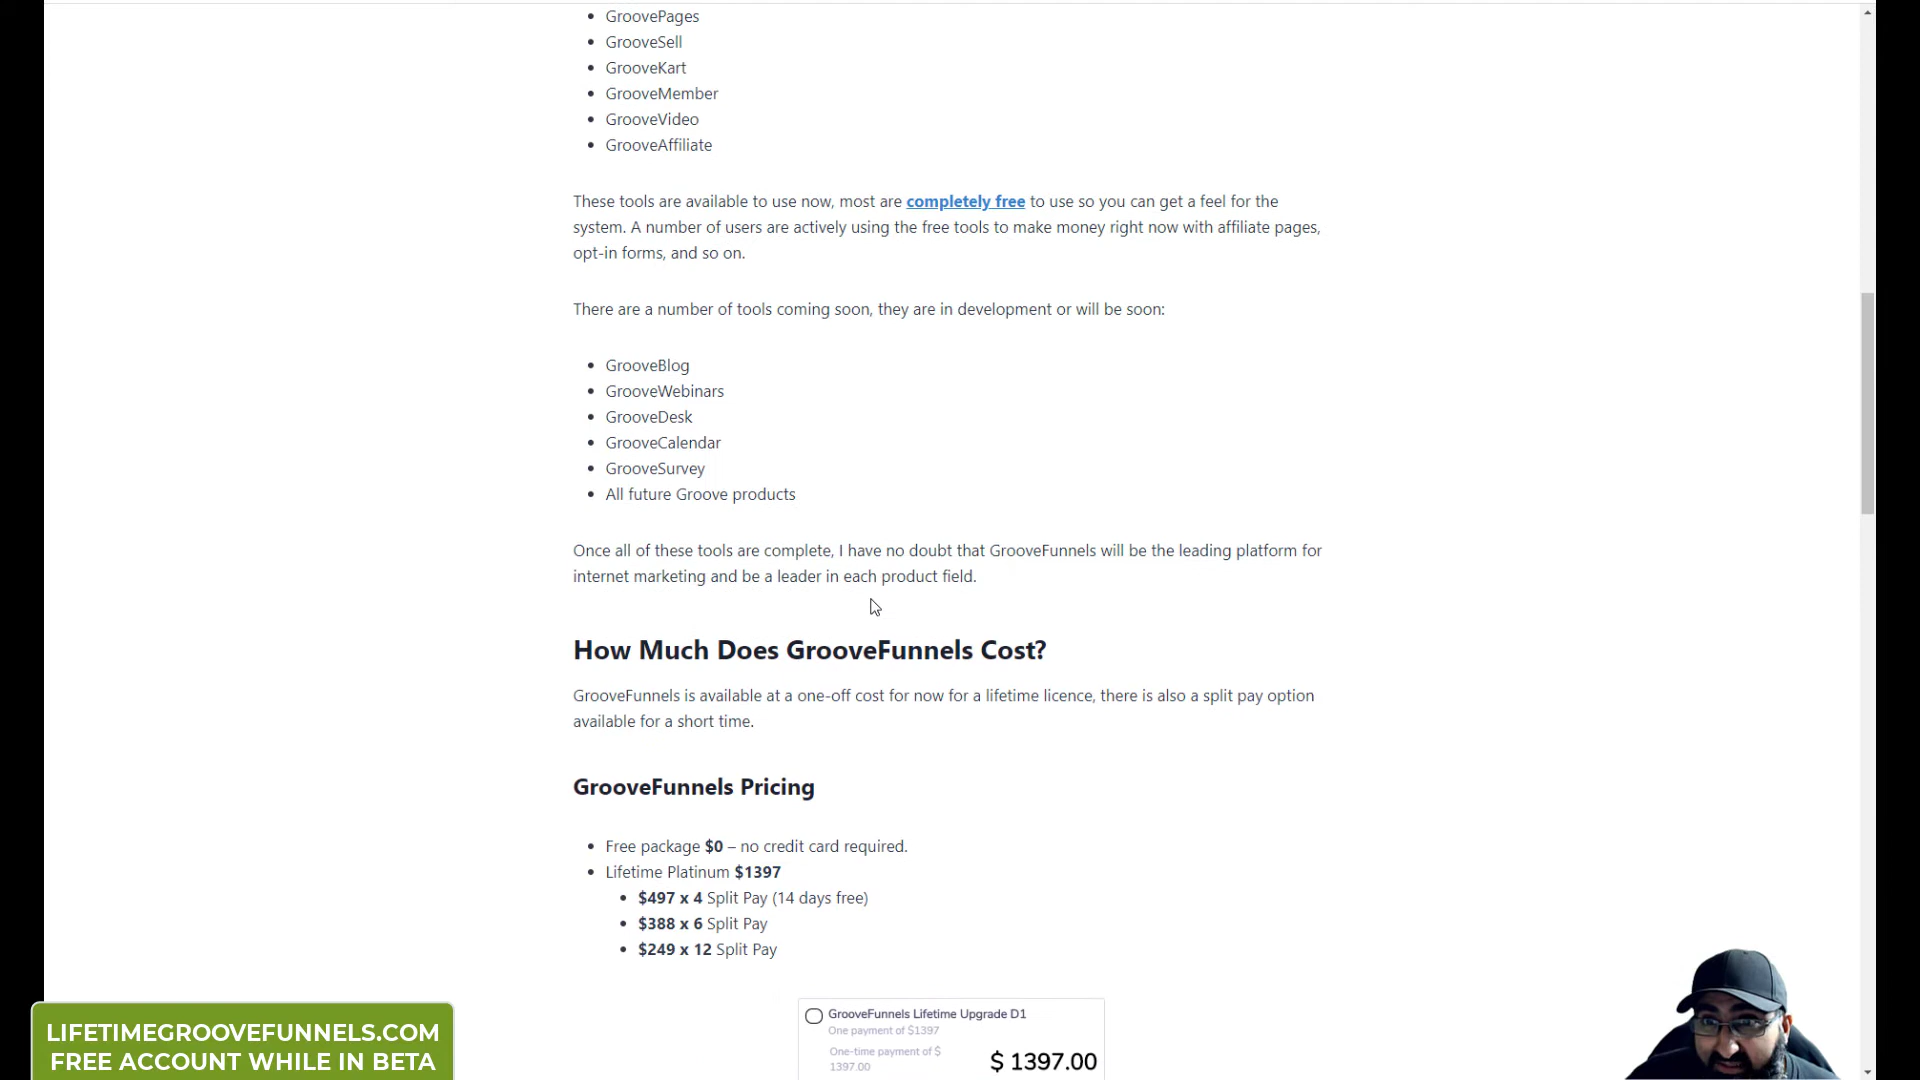 GroovePages
GrooveSell
GrooveKart
GrooveMember
GrooveVideo
GrooveAffiliate
These tools are available to use now, most are completely free to use so you can get a feel for the
system. A number of users are actively using the free tools to make money right now with affiliate pages,
opt-in forms, and so on.
There are a number of tools coming soon, they are in development or will be soon:
GrooveBlog
GrooveWebinars
GrooveDesk
GrooveCalendar
GrooveSurvey
All future Groove products
Once all of these tools are complete, I have no doubt that GrooveFunnels will be the leading platform for
internet marketing and be a leader in each product field.
How Much Does GrooveFunnels Cost?
GrooveFunnels is available at a one-off cost for now for a lifetime licence, there is also a split pay option
available for a short time.
GrooveFunnels Pricing
Free package $0 – no credit card required.
Lifetime Platinum $1397
$497 x 4 Split Pay (14 days free)
$388 x 6 Split Pay
$249 x 12 Split Pay
GrooveFunnels Lifetime Upgrade D1
One payment of $1397
One-time payment of $
1397.00
$ 1397.00
LIFETIMEGROOVEFUNNELS.COM
FREE ACCOUNT WHILE IN BETA